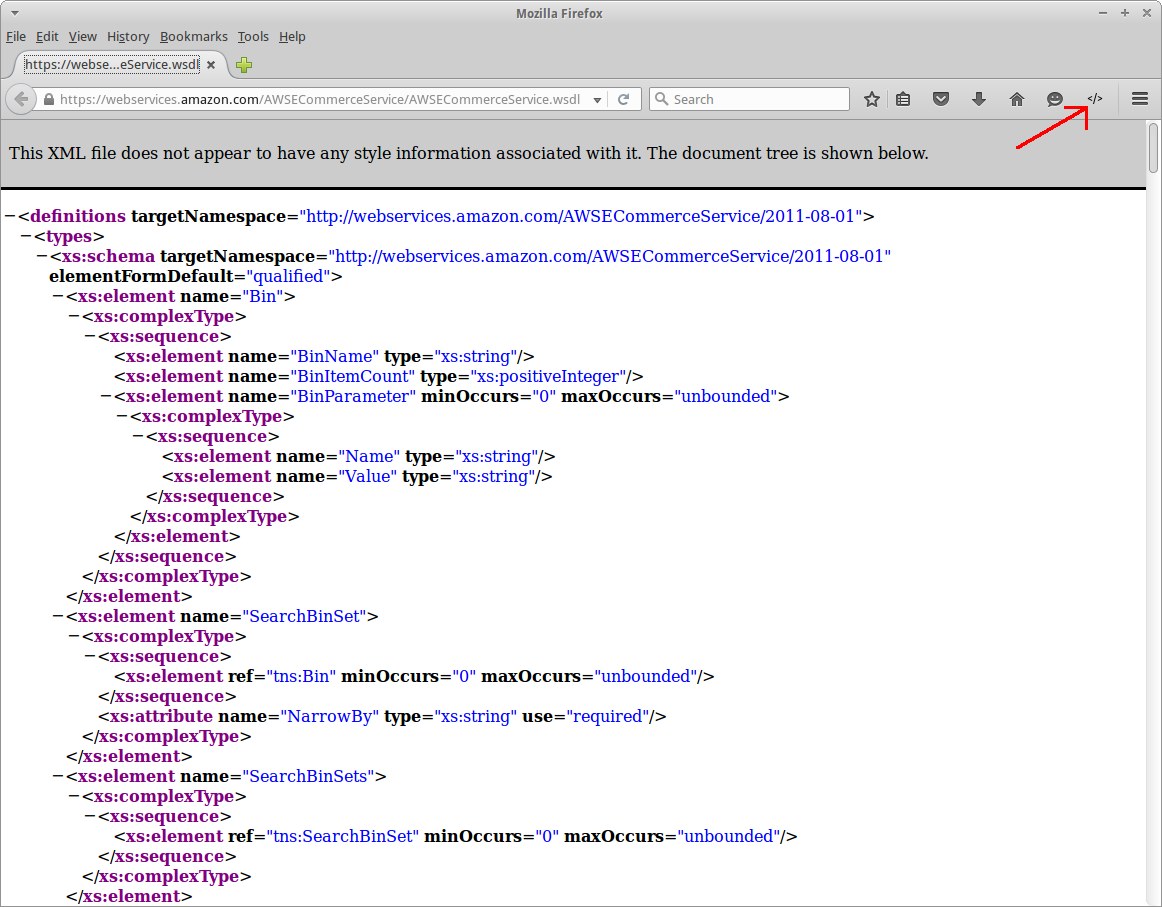 Mozilla Firefox
File Edit View History Bookmarks Tools Help
https://webse...eService.wsdl
https://webservices.amazon.com/AWSECommerceService/AWSECommerceService.wsdl Search </>
This XML file does not appear to have any style information associated with it. The document tree is shown below.
−<definitions targetNamespace="http://webservices.amazon.com/AWSECommerceService/2011-08-01">
−<types>
−<xs:schema targetNamespace="http://webservices.amazon.com/AWSECommerceService/2011-08-01"
elementFormDefault="qualified">
−<xs:element name="Bin">
−<xs:complexType>
−<xs:sequence>
<xs:element name="BinName" type="xs:string"/>
<xs:element name="BinItemCount" type="xs:positiveInteger"/>
−<xs:element name="BinParameter" minOccurs="0" maxOccurs="unbounded">
−<xs:complexType>
−<xs:sequence>
<xs:element name="Name" type="xs:string"/>
<xs:element name="Value" type="xs:string"/>
</xs:sequence>
</xs:complexType>
</xs:element>
</xs:sequence>
</xs:complexType>
</xs:element>
−<xs:element name="SearchBinSet">
−<xs:complexType>
−<xs:sequence>
<xs:element ref="tns:Bin" minOccurs="0" maxOccurs="unbounded"/>
</xs:sequence>
<xs:attribute name="NarrowBy" type="xs:string" use="required"/>
</xs:complexType>
</xs:element>
−<xs:element name="SearchBinSets">
−<xs:complexType>
−<xs:sequence>
<xs:element ref="tns:SearchBinSet" minOccurs="0" maxOccurs="unbounded"/>
</xs:sequence>
</xs:complexType>
</xs:element>